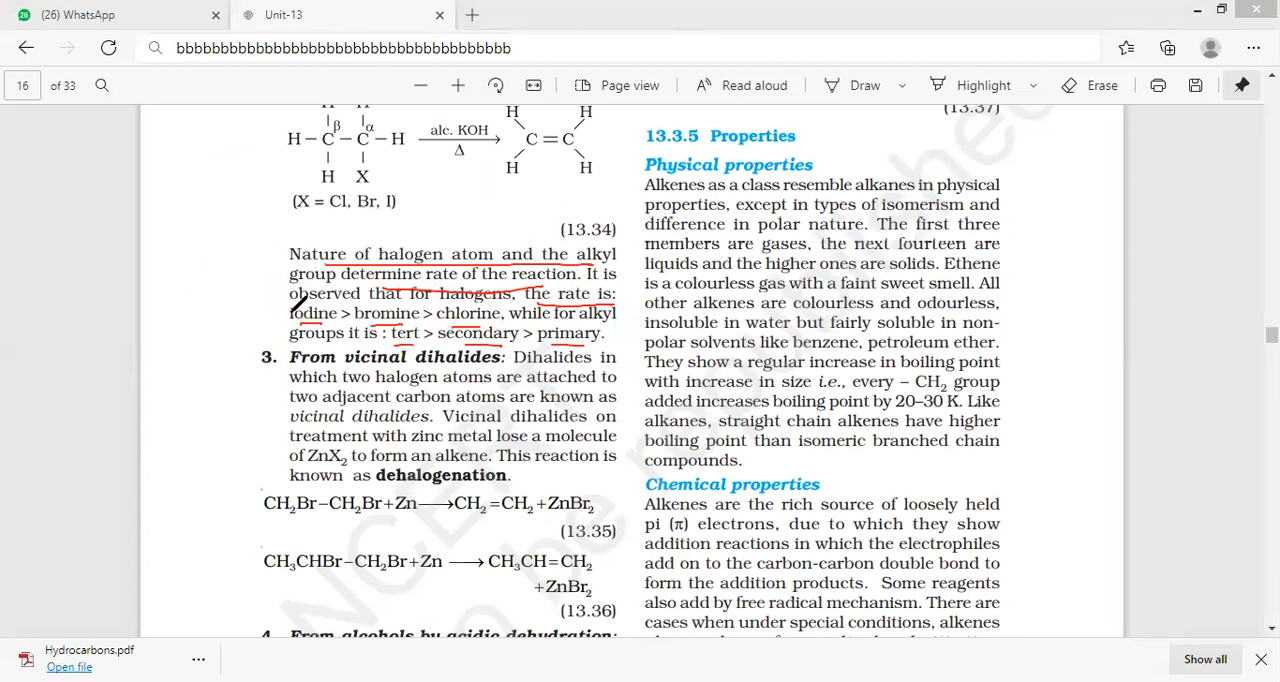 26
(26) WhatsApp
Unit-13
bbbbbbbbbbbbbbbbbbbbbbbbbbbbbbbbbbbbbb
16 of 33
Page view
Read aloud
Draw
Highlight
Erase
β α
H – C – C – H
H X
alc. KOH
Δ
H H
C = C
H H
(X = Cl, Br, I)
(13.34)
Nature of halogen atom and the alkyl
group determine rate of the reaction. It is
observed that for halogens, the rate is:
iodine > bromine > chlorine, while for alkyl
groups it is : tert > secondary > primary.
3. From vicinal dihalides: Dihalides in
which two halogen atoms are attached to
two adjacent carbon atoms are known as
vicinal dihalides. Vicinal dihalides on
treatment with zinc metal lose a molecule
of ZnX₂ to form an alkene. This reaction is
known as dehalogenation.
CH₂Br–CH₂Br+Zn ⟶ CH₂=CH₂+ZnBr₂
(13.35)
CH₃CHBr–CH₂Br+Zn ⟶ CH₃CH=CH₂
+ZnBr₂
(13.36)
4. From alcohols by acidic dehydration:
(13.37)
13.3.5 Properties
Physical properties
Alkenes as a class resemble alkanes in physical
properties, except in types of isomerism and
difference in polar nature. The first three
members are gases, the next fourteen are
liquids and the higher ones are solids. Ethene
is a colourless gas with a faint sweet smell. All
other alkenes are colourless and odourless,
insoluble in water but fairly soluble in non-
polar solvents like benzene, petroleum ether.
They show a regular increase in boiling point
with increase in size i.e., every – CH₂ group
added increases boiling point by 20–30 K. Like
alkanes, straight chain alkenes have higher
boiling point than isomeric branched chain
compounds.
Chemical properties
Alkenes are the rich source of loosely held
pi (π) electrons, due to which they show
addition reactions in which the electrophiles
add on to the carbon-carbon double bond to
form the addition products. Some reagents
also add by free radical mechanism. There are
cases when under special conditions, alkenes
Hydrocarbons.pdf
Open file
Show all